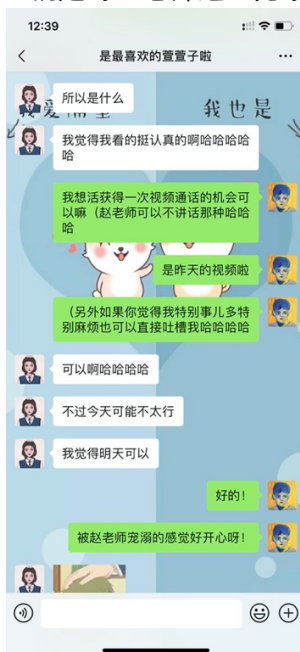 12:39
是最喜欢的萱萱子啦
所以是什么
我也是
我觉得我看的挺认真的啊哈哈哈哈
哈
我想活获得一次视频通话的机会可
以嘛（赵老师可以不讲话那种哈哈
哈
是昨天的视频啦
（另外如果你觉得我特别事儿多特
别麻烦也可以直接吐槽我哈哈哈哈
可以啊哈哈哈哈
不过今天可能不太行
我觉得明天可以
好的！
被赵老师宠溺的感觉好开心呀！